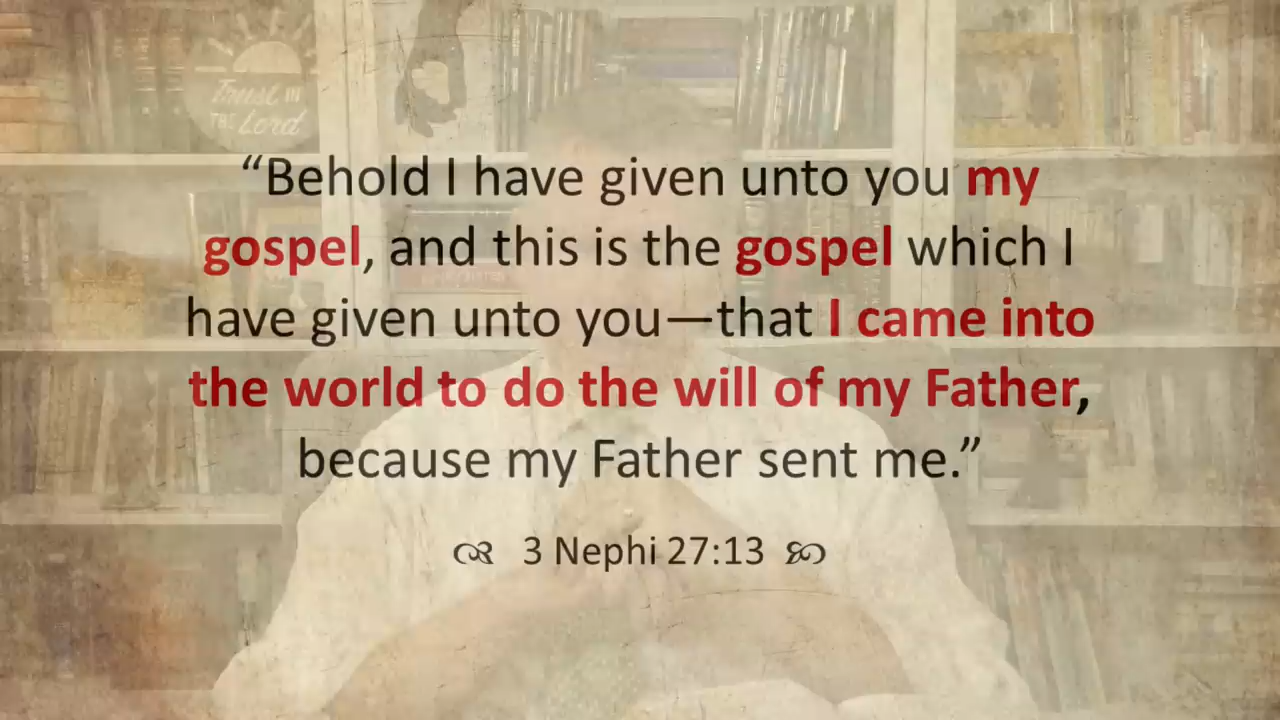 Trust IN
THE Lord
“Behold I have given unto you my
gospel, and this is the gospel which I
have given unto you—that I came into
the world to do the will of my Father,
because my Father sent me.”
3 Nephi 27:13